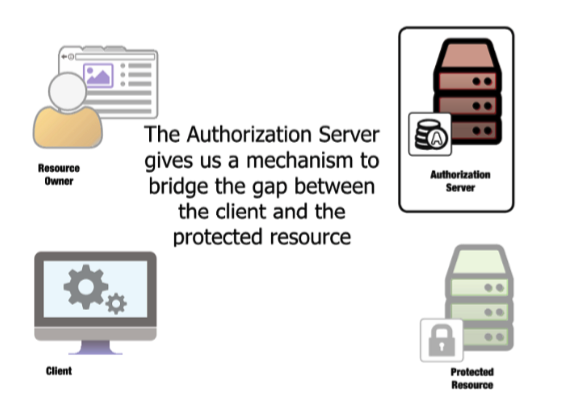 The Authorization Server
gives us a mechanism to
bridge the gap between
the client and the
protected resource
Resource
Owner
A
Authorization
Server
Client
Protected
Resource